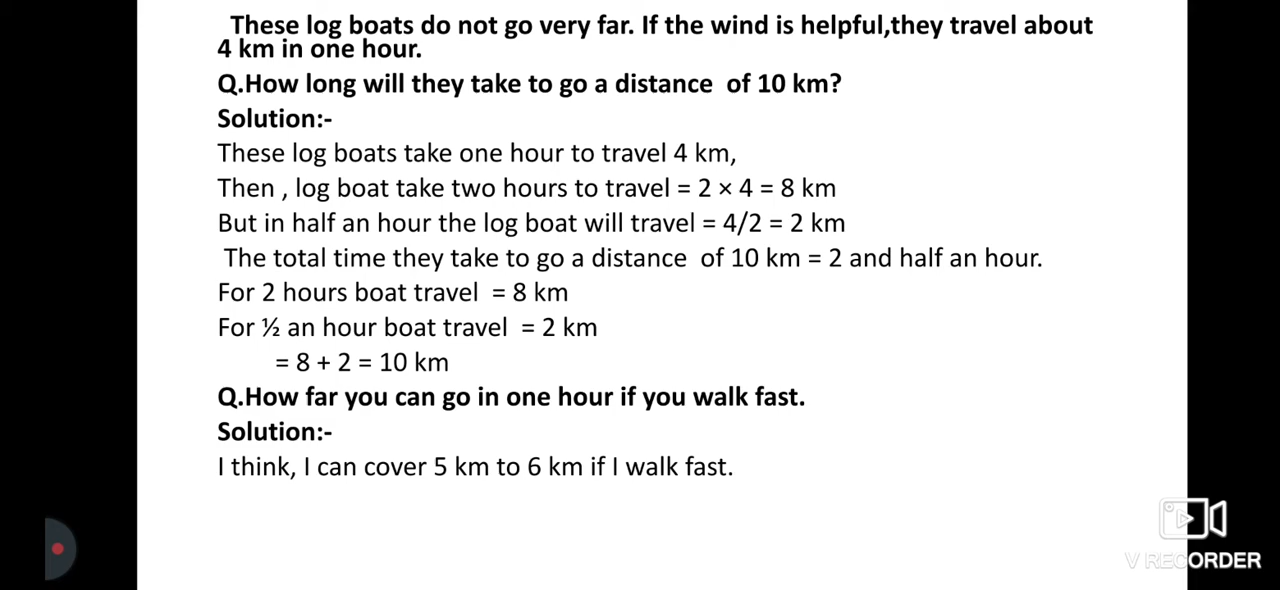 These log boats do not go very far. If the wind is helpful,they travel about
4 km in one hour.
Q.How long will they take to go a distance of 10 km?
Solution:-
These log boats take one hour to travel 4 km,
Then , log boat take two hours to travel = 2 × 4 = 8 km
But in half an hour the log boat will travel = 4/2 = 2 km
The total time they take to go a distance of 10 km = 2 and half an hour.
For 2 hours boat travel = 8 km
For ½ an hour boat travel = 2 km
= 8 + 2 = 10 km
Q.How far you can go in one hour if you walk fast.
Solution:-
I think, I can cover 5 km to 6 km if I walk fast.
V RECORDER